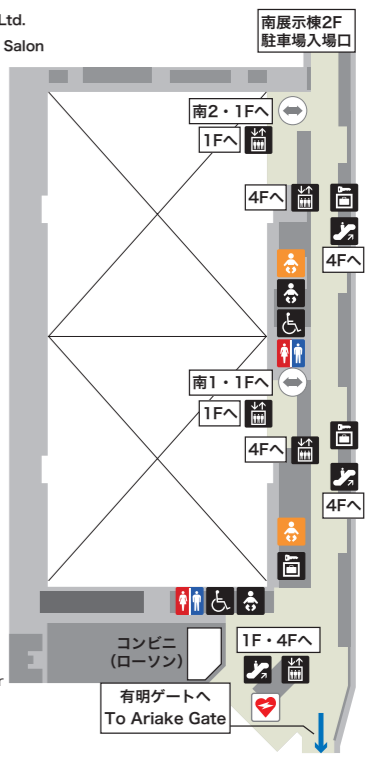 Ltd.
Salon
南展示棟2F
駐車場入場口
南2・1Fへ
1Fへ
4Fへ
4Fへ
南1・1Fへ
1Fへ
4Fへ
4Fへ
コンビニ
(ローソン)
1F・4Fへ
r
有明ゲートへ
To Ariake Gate